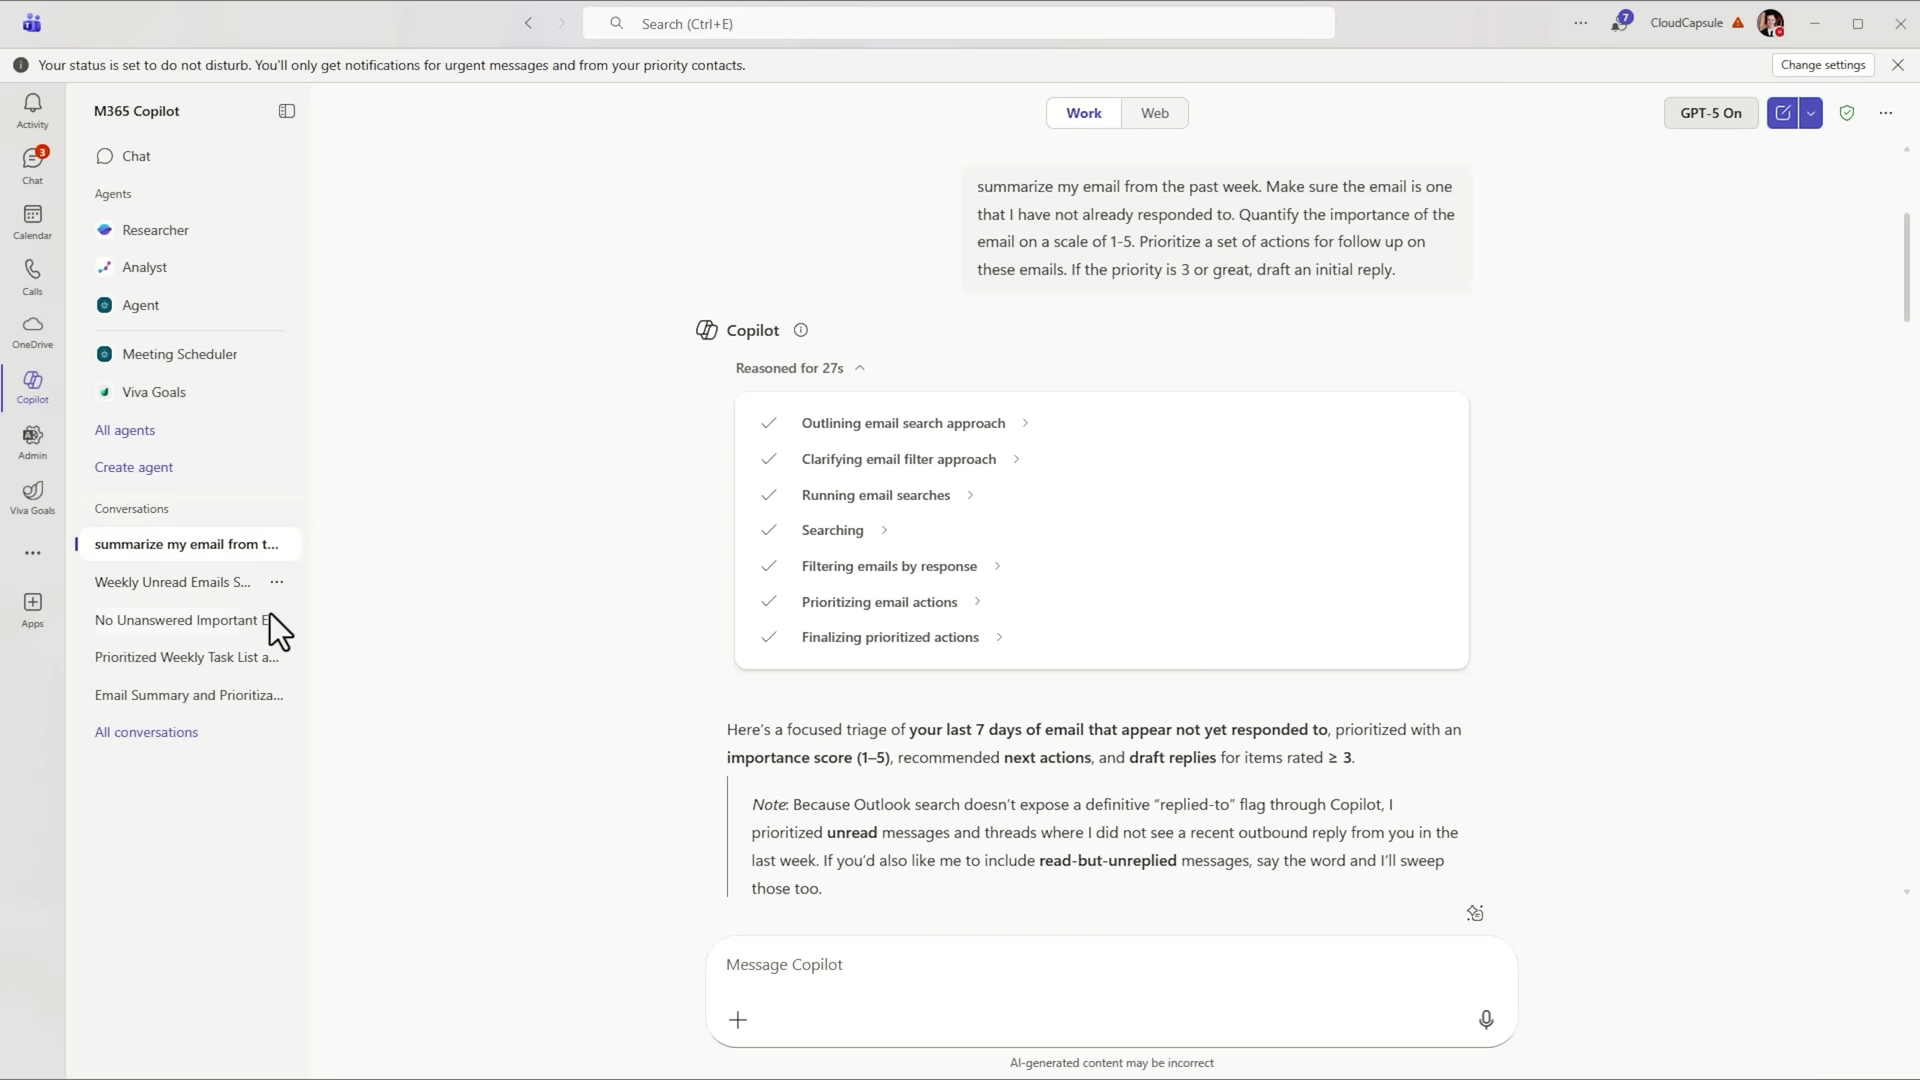 Search (Ctrl+E)
7
CloudCapsule
Your status is set to do not disturb. You'll only get notifications for urgent messages and from your priority contacts.
Change settings
Activity
3
Chat
Calendar
Calls
OneDrive
Copilot
Admin
Viva Goals
Apps
M365 Copilot
Chat
Agents
Researcher
Analyst
Agent
Meeting Scheduler
Viva Goals
All agents
Create agent
Conversations
summarize my email from t...
Weekly Unread Emails S...
No Unanswered Important E
Prioritized Weekly Task List a...
Email Summary and Prioritiza...
All conversations
Work
Web
GPT-5 On
summarize my email from the past week. Make sure the email is one
that I have not already responded to. Quantify the importance of the
email on a scale of 1-5. Prioritize a set of actions for follow up on
these emails. If the priority is 3 or great, draft an initial reply.
Copilot
Reasoned for 27s
Outlining email search approach
Clarifying email filter approach
Running email searches
Searching
Filtering emails by response
Prioritizing email actions
Finalizing prioritized actions
Here's a focused triage of your last 7 days of email that appear not yet responded to, prioritized with an
importance score (1–5), recommended next actions, and draft replies for items rated ≥ 3.
Note: Because Outlook search doesn't expose a definitive “replied-to” flag through Copilot, I
prioritized unread messages and threads where I did not see a recent outbound reply from you in the
last week. If you'd also like me to include read-but-unreplied messages, say the word and I'll sweep
those too.
Message Copilot
AI-generated content may be incorrect